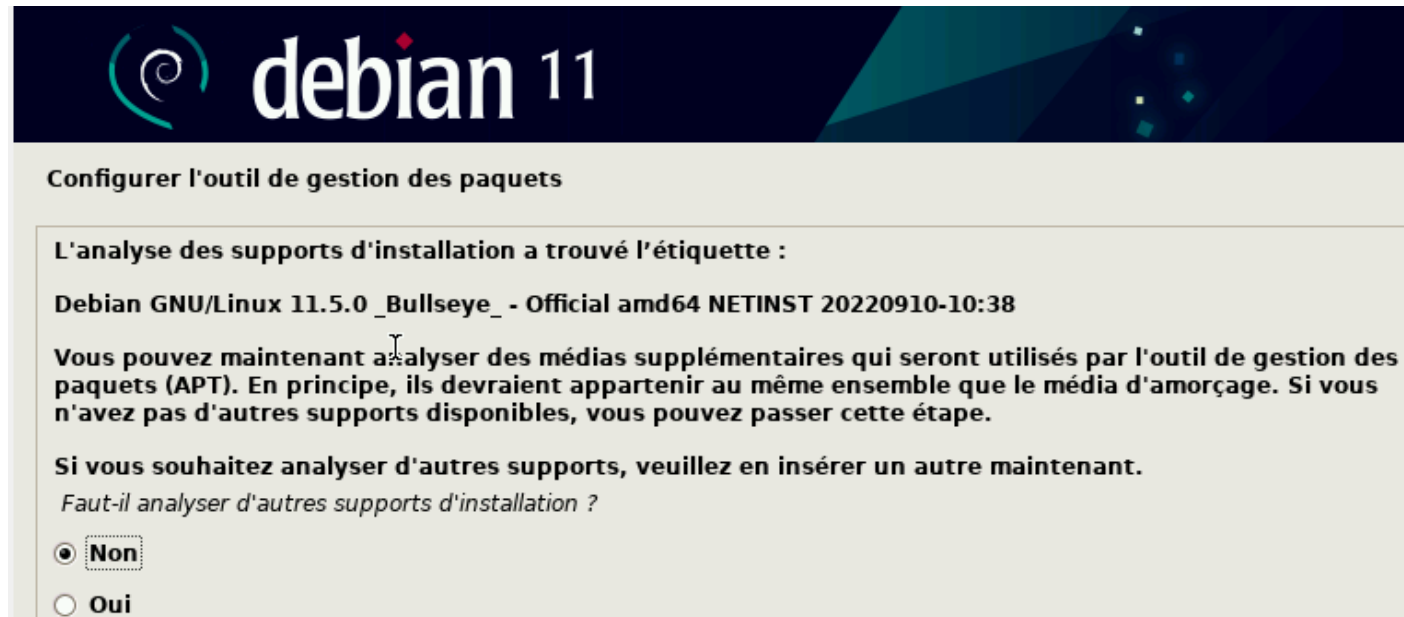 debian 11
Configurer l'outil de gestion des paquets
L'analyse des supports d'installation a trouvé l’étiquette :
Debian GNU/Linux 11.5.0 _Bullseye_ - Official amd64 NETINST 20220910-10:38
Vous pouvez maintenant analyser des médias supplémentaires qui seront utilisés par l'outil de gestion des
paquets (APT). En principe, ils devraient appartenir au même ensemble que le média d'amorçage. Si vous
n'avez pas d'autres supports disponibles, vous pouvez passer cette étape.
Si vous souhaitez analyser d'autres supports, veuillez en insérer un autre maintenant.
Faut-il analyser d'autres supports d'installation ?
Non
Oui